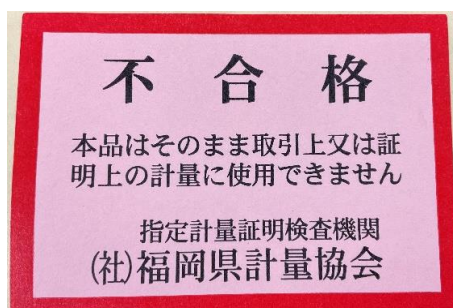 不合格
本品はそのまま取引上又は証
明上の計量に使用できません
指定計量証明検査機関
(社)福岡県計量協会